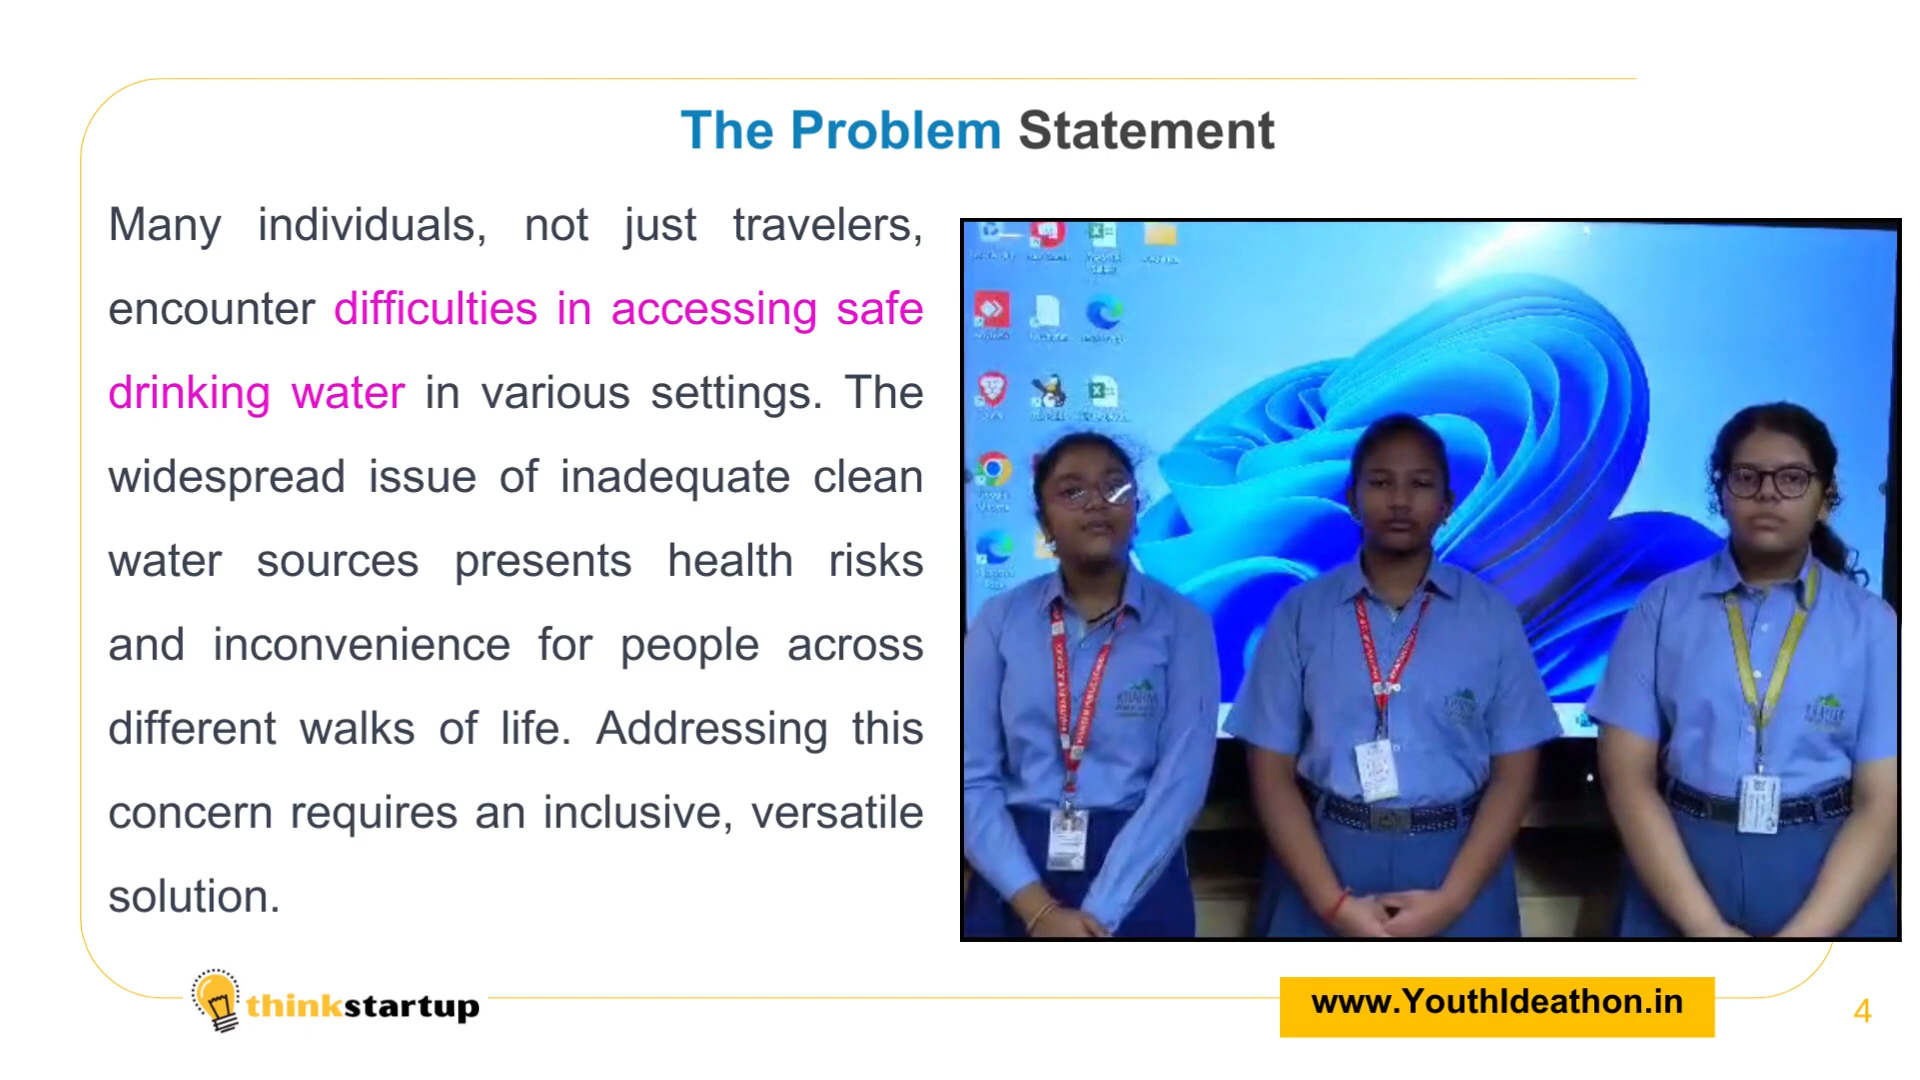 The Problem Statement
Many individuals, not just travelers,
encounter difficulties in accessing safe
drinking water in various settings. The
widespread issue of inadequate clean
water sources presents health risks
and inconvenience for people across
different walks of life. Addressing this
concern requires an inclusive, versatile
solution.
thinkstartup
www.YouthIdeathon.in
4